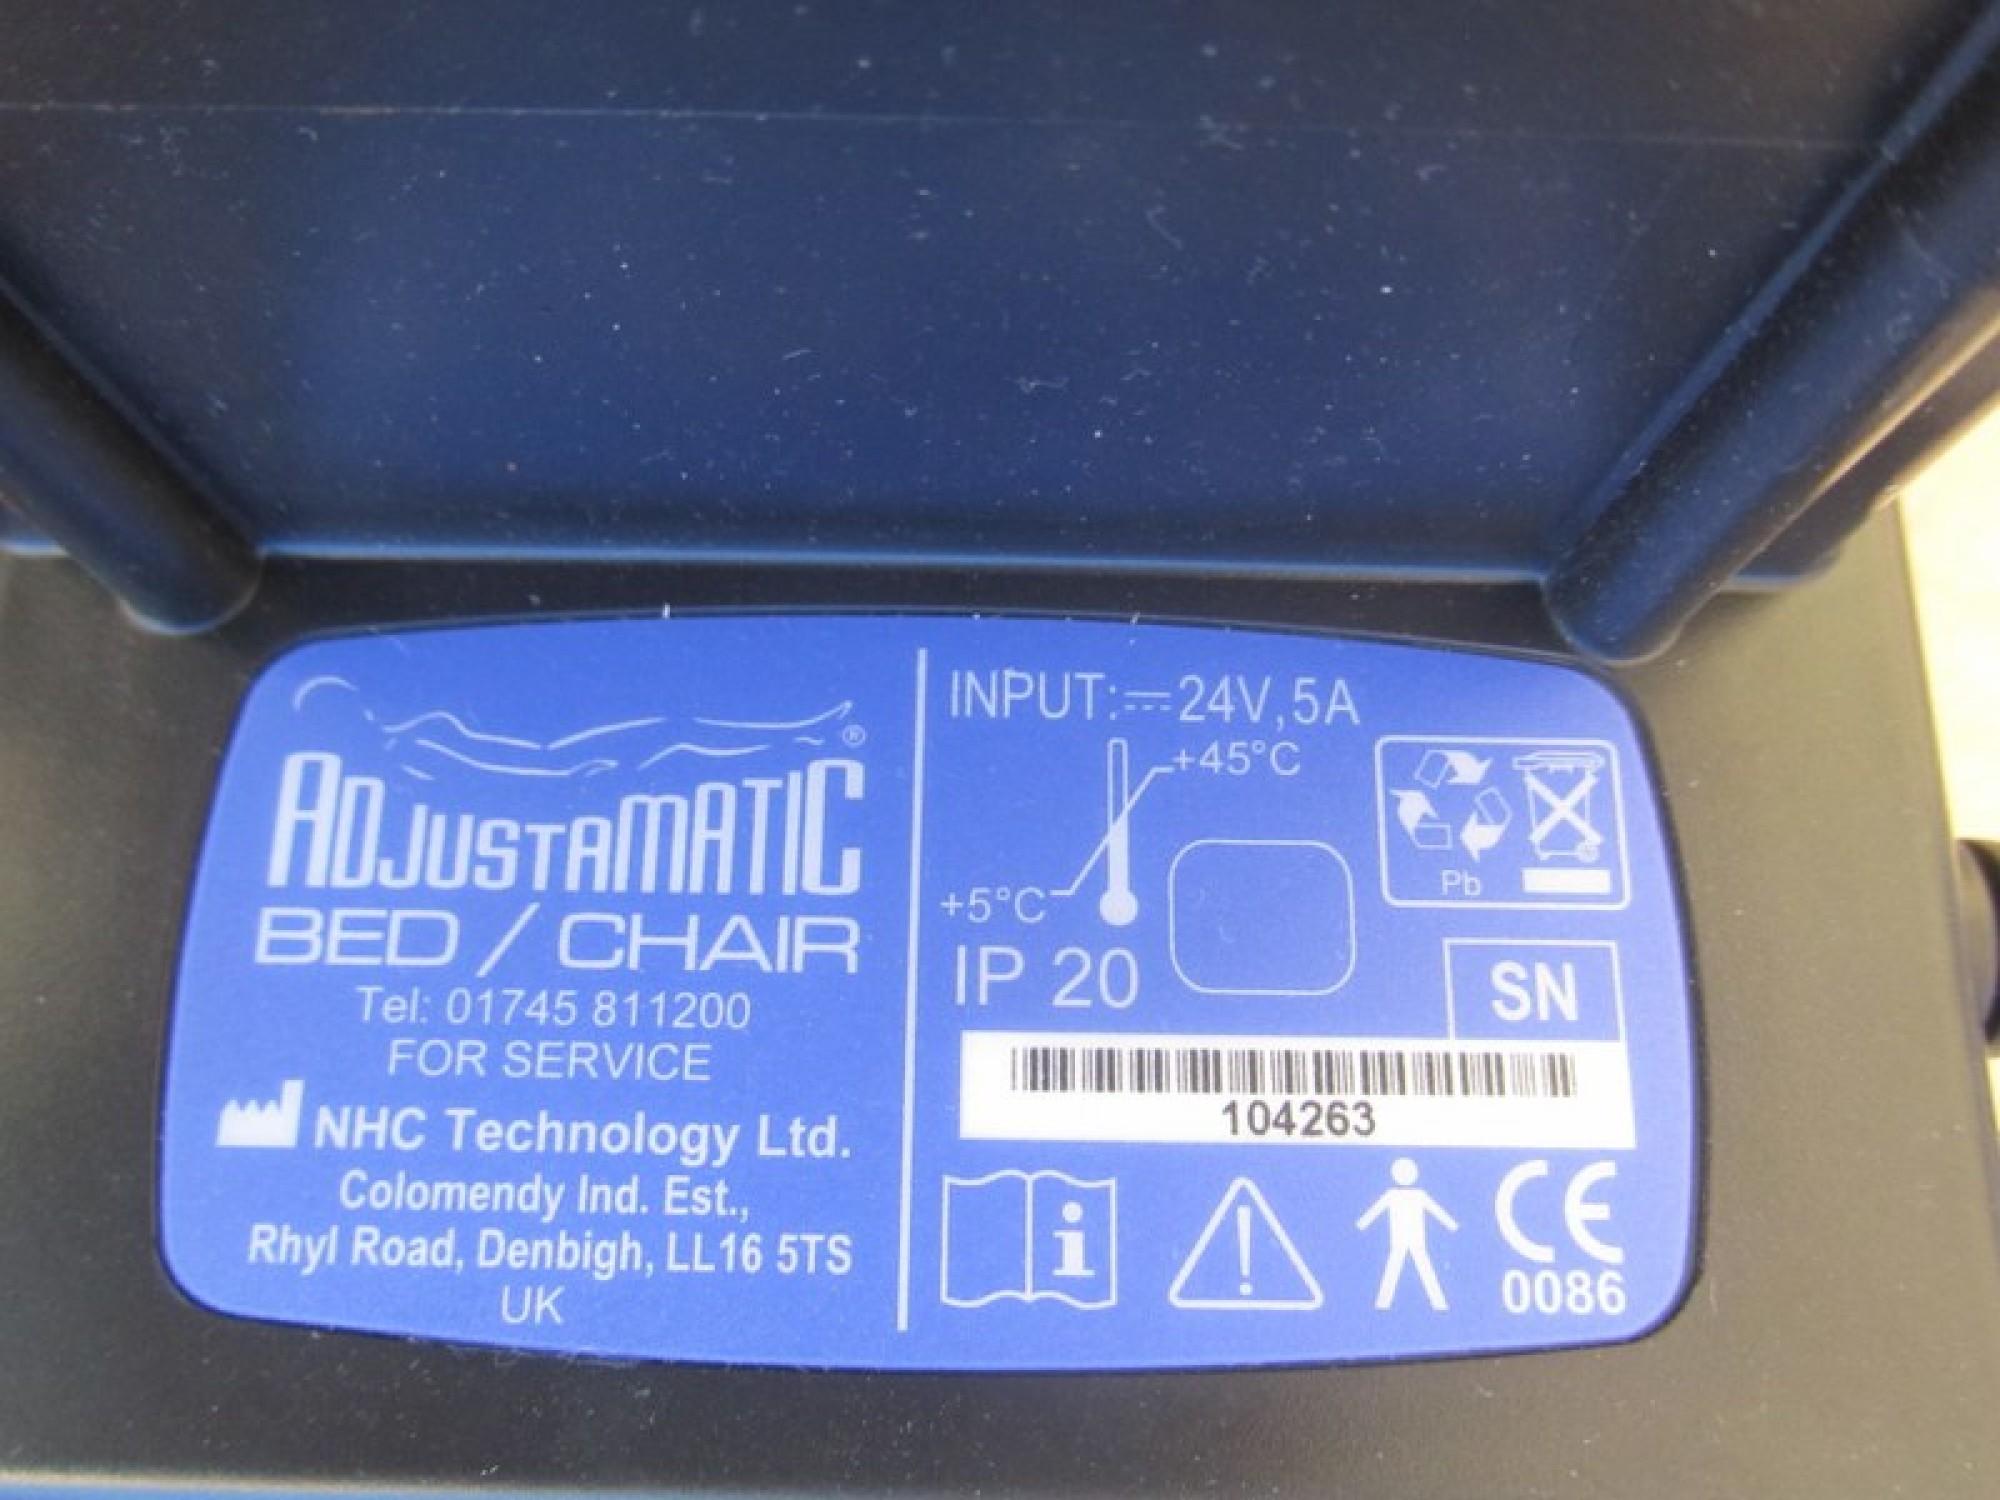 ®
ADJUSTAMATIC
BED / CHAIR
Tel: 01745 811200
FOR SERVICE
NHC Technology Ltd.
Colomendy Ind. Est.,
Rhyl Road, Denbigh, LL16 5TS
UK
INPUT: ⎓ 24V, 5A
+45°C
+5°C
IP 20
Pb
SN
104263
i
!
CE
0086